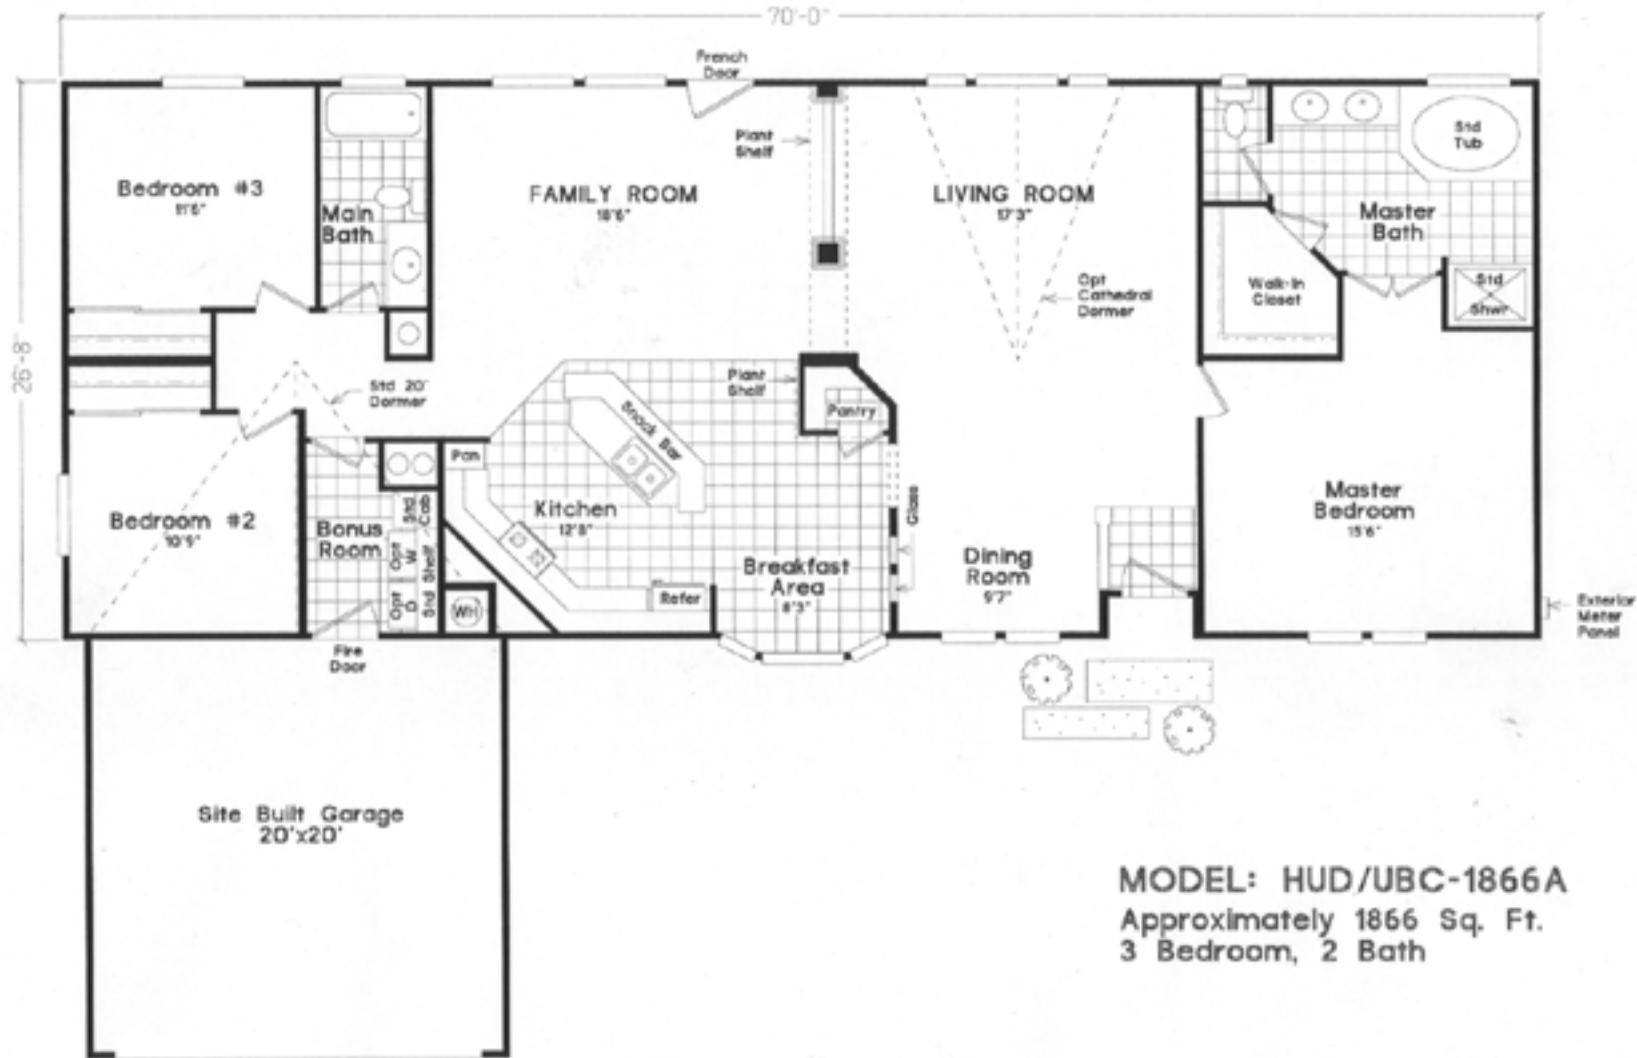 70'-0"
French
Door
Plant
Shelf
Std
Tub
Bedroom #3
11'6"
Main
Bath
FAMILY ROOM
18'6"
LIVING ROOM
17'3"
Master
Bath
Walk-In
Closet
Opt
Cathedral
Dormer
Std
Shwr
26'-8"
Std 20'
Dormer
Plant
Shelf
Pantry
Snack Bar
Pan
Kitchen
12'8"
Glass
Master
Bedroom
15'6"
Bedroom #2
10'9"
Bonus
Room
Std
Cab
Opt
W
Opt
D
Std Shelf
WH
Breakfast
Area
8'3"
Refer
Dining
Room
9'7"
Exterior
Meter
Panel
Fire
Door
Site Built Garage
20'x20'
MODEL: HUD/UBC-1866A
Approximately 1866 Sq. Ft.
3 Bedroom, 2 Bath